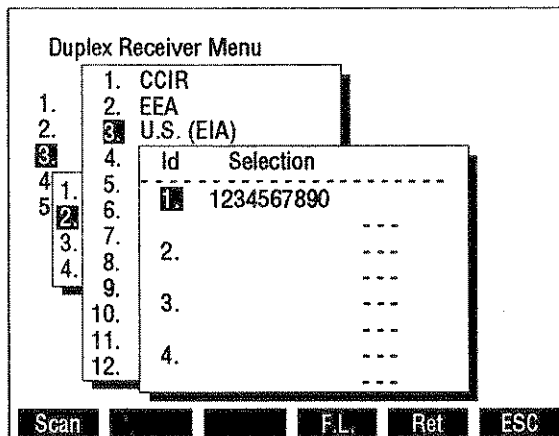 Duplex Receiver Menu
1.
2.
3.
4
5
1.
2.
3.
4.
1. CCIR
2. EEA
3. U.S. (EIA)
4.
5.
6.
7.
8.
9.
10.
11.
12.
Id Selection
1. 1234567890
- - -
2. - - -
- - -
3. - - -
- - -
4. - - -
- - -
Scan F.L. Ret ESC